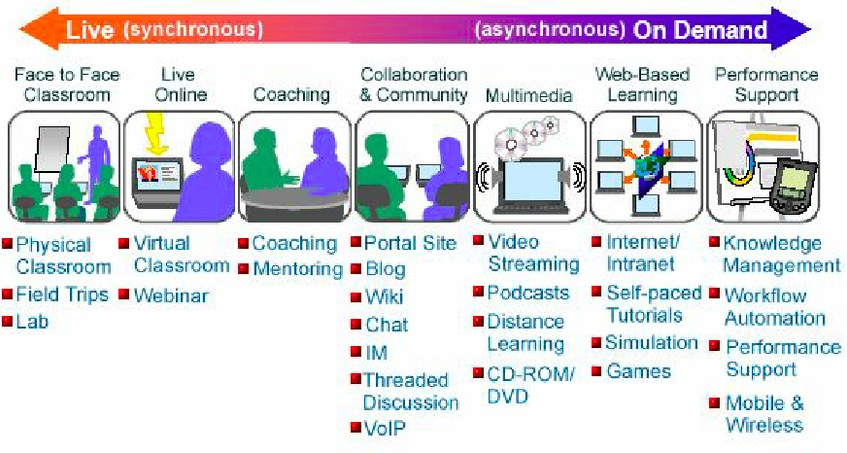 Live (synchronous) (asynchronous) On Demand
Face to Face
Classroom
Live
Online
Coaching
Collaboration
& Community
Multimedia
Web-Based
Learning
Performance
Support
Physical
Classroom
Field Trips
Lab
Virtual
Classroom
Webinar
Coaching
Mentoring
Portal Site
Blog
Wiki
Chat
IM
Threaded
Discussion
VoIP
Video
Streaming
Podcasts
Distance
Learning
CD-ROM/
DVD
Internet/
Intranet
Self-paced
Tutorials
Simulation
Games
Knowledge
Management
Workflow
Automation
Performance
Support
Mobile &
Wireless